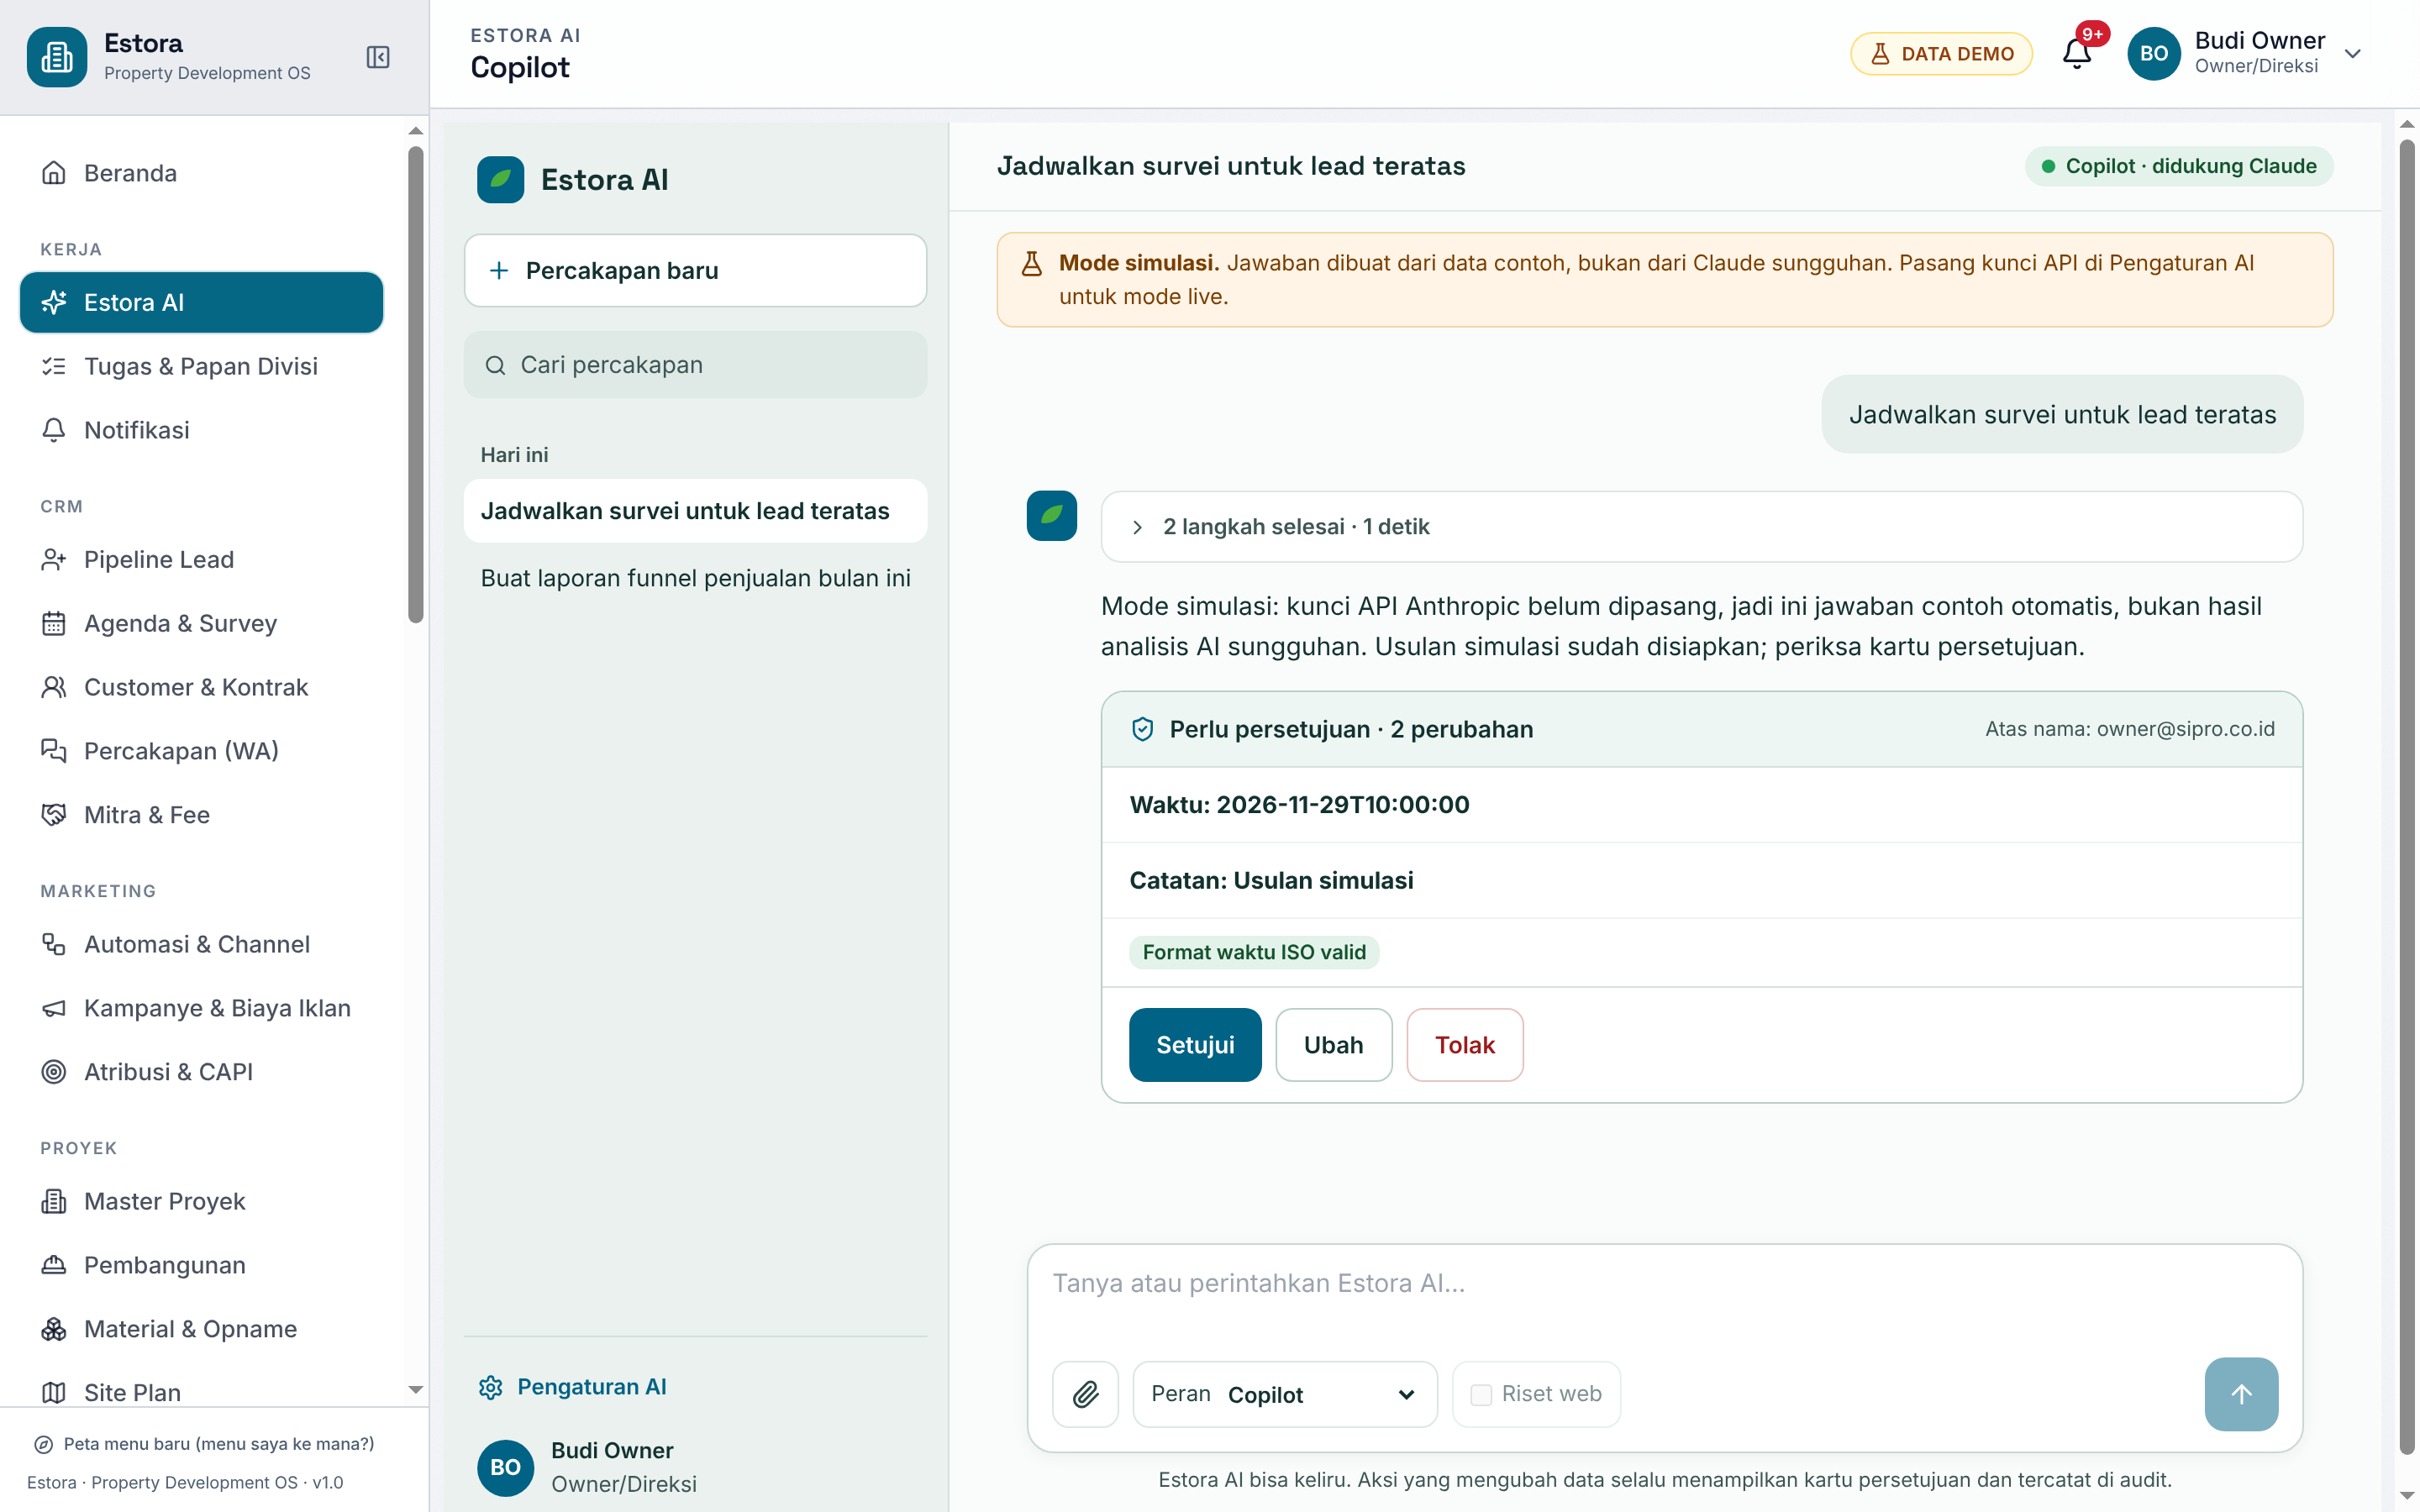 Estora
Property Development OS
Beranda
KERJA
Estora AI
Tugas & Papan Divisi
Notifikasi
CRM
Pipeline Lead
Agenda & Survey
Customer & Kontrak
Percakapan (WA)
Mitra & Fee
MARKETING
Automasi & Channel
Kampanye & Biaya Iklan
Atribusi & CAPI
PROYEK
Master Proyek
Pembangunan
Material & Opname
Site Plan
Peta menu baru (menu saya ke mana?)
Estora · Property Development OS · v1.0
ESTORA AI
Copilot
DATA DEMO
9+
BO
Budi Owner
Owner/Direksi
Estora AI
Percakapan baru
Cari percakapan
Hari ini
Jadwalkan survei untuk lead teratas
Buat laporan funnel penjualan bulan ini
Pengaturan AI
BO
Budi Owner
Owner/Direksi
Jadwalkan survei untuk lead teratas
Copilot · didukung Claude
Mode simulasi. Jawaban dibuat dari data contoh, bukan dari Claude sungguhan. Pasang kunci API di Pengaturan AI
untuk mode live.
Jadwalkan survei untuk lead teratas
2 langkah selesai · 1 detik
Mode simulasi: kunci API Anthropic belum dipasang, jadi ini jawaban contoh otomatis, bukan hasil
analisis AI sungguhan. Usulan simulasi sudah disiapkan; periksa kartu persetujuan.
Perlu persetujuan · 2 perubahan
Atas nama: owner@sipro.co.id
Waktu: 2026-11-29T10:00:00
Catatan: Usulan simulasi
Format waktu ISO valid
Setujui
Ubah
Tolak
Tanya atau perintahkan Estora AI...
Peran Copilot
Riset web
Estora AI bisa keliru. Aksi yang mengubah data selalu menampilkan kartu persetujuan dan tercatat di audit.